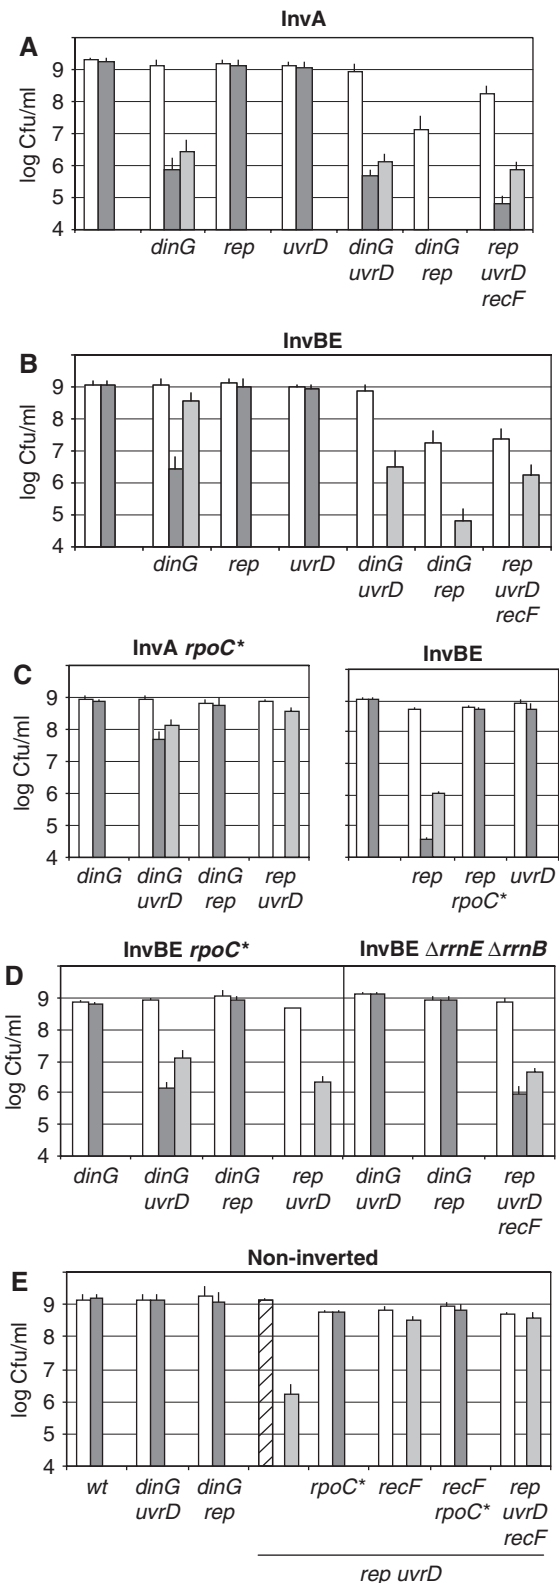 InvA
A
log Cfu/ml
9
8
7
6
5
4
dinG rep uvrD dinG dinG rep
uvrD rep uvrD
recF
InvBE
B
log Cfu/ml
9
8
7
6
5
4
dinG rep uvrD dinG dinG rep
uvrD rep uvrD
recF
InvA rpoC* InvBE
C
log Cfu/ml
9
8
7
6
5
4
dinG dinG dinG rep rep rep uvrD
uvrD rep uvrD rpoC*
InvBE rpoC* InvBE ΔrrnE ΔrrnB
D
log Cfu/ml
9
8
7
6
5
4
dinG dinG dinG rep dinG dinG rep
uvrD rep uvrD uvrD rep uvrD
recF
Non-inverted
E
log Cfu/ml
9
8
7
6
5
4
wt dinG dinG rpoC* recF recF rep
uvrD rep rpoC* uvrD
recF
rep uvrD